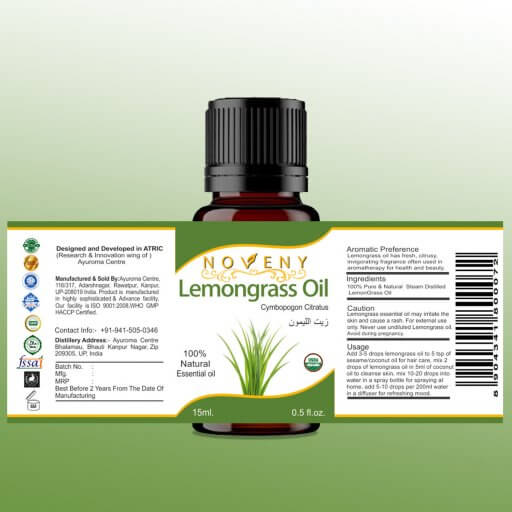 Designed and Developed in ATRIC
(Research & Innovation wing of )
Ayuroma Centre
Manufactured & Sold By:Ayuroma Centre,
116/317, Adarshnagar, Rawatpur, Kanpur,
UP-208019 India. Product is manufactured
in highly sophisticated & Advance facility.
Our facility is ISO 9001:2008,WHO GMP
HACCP Certified.
Contact Info:- +91-941-505-0346
Distillery Address:- Ayuroma Centre
Bhalamau, Bhauti Kanpur Nagar. Zip.
209305, UP, India
fssai
Batch No. :
Mfg. :
MRP :
Best Before 2 Years From The Date Of
Manufacturing
NOVENY
Lemongrass Oil
Cymbopogon Citratus
زيت الليمون
100%
Natural
Essential oil
USDA
ORGANIC
15ml.
0.5 fl.oz.
Aromatic Preference
Lemongrass oil has fresh, citrusy,
invigorating fragrance often used in
aromatherapy for health and beauty.
Ingredients
100% Pure & Natural Steam Distilled
LemonGrass Oil
Caution
Lemongrass essential oil may irritate the
skin and cause a rash. For external use
only. Never use undiluted Lemongrass oil.
Avoid during pregnancy.
Usage
Add 3-5 drops lemongrass oil to 5 tsp of
sesame/coconut oil for hair care, mix 2
drops of lemongrass oil in 5ml of coconut
oil to cleanse skin. mix 10-20 drops into
water in a spray bottle for spraying at
home. add 5-10 drops per 200ml water
in a diffuser for refreshing mood.
8904341800072